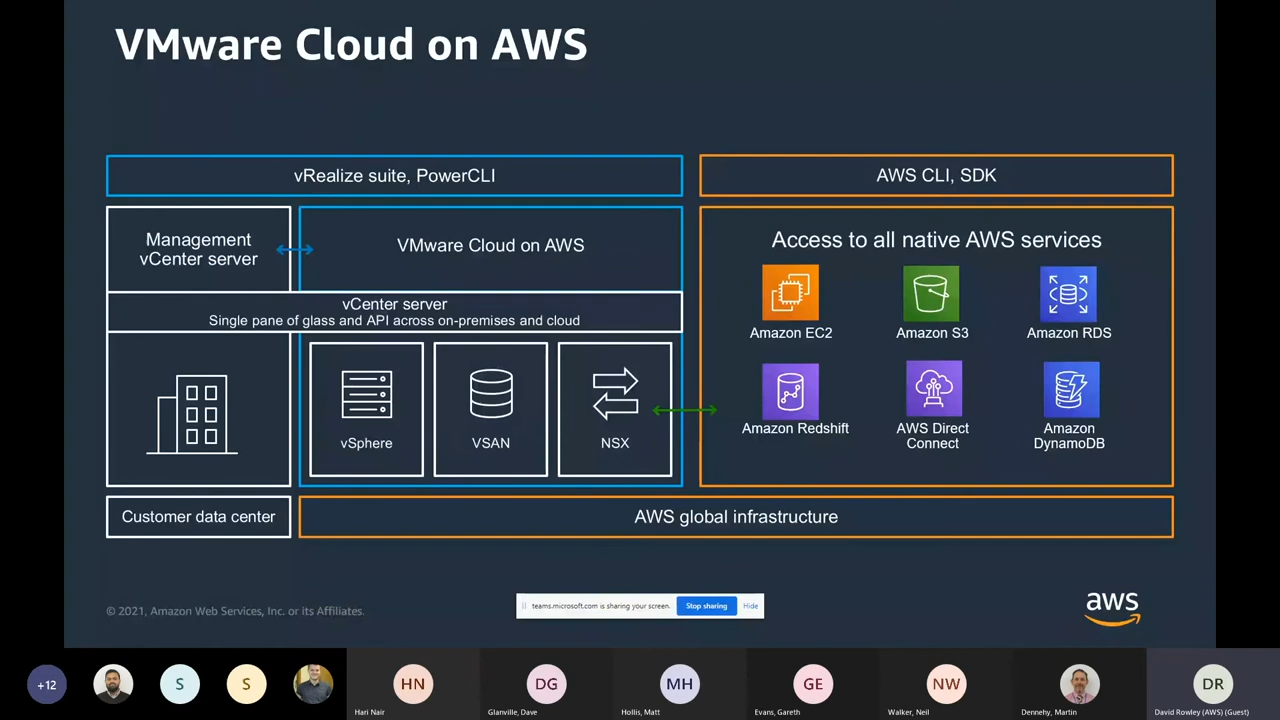 VMware Cloud on AWS
vRealize suite, PowerCLI
AWS CLI, SDK
Management
vCenter server
VMware Cloud on AWS
vCenter server
Single pane of glass and API across on-premises and cloud
vSphere
VSAN
NSX
Access to all native AWS services
Amazon EC2
Amazon S3
Amazon RDS
Amazon Redshift
AWS Direct
Connect
Amazon
DynamoDB
Customer data center
AWS global infrastructure
© 2021, Amazon Web Services, Inc. or its Affiliates.
teams.microsoft.com is sharing your screen.
Stop sharing
Hide
aws
+12
S
S
HN
Hari Nair
DG
Glanville, Dave
MH
Hollis, Matt
GE
Evans, Gareth
NW
Walker, Neil
Dennehy, Martin
DR
David Rowley (AWS) (Guest)